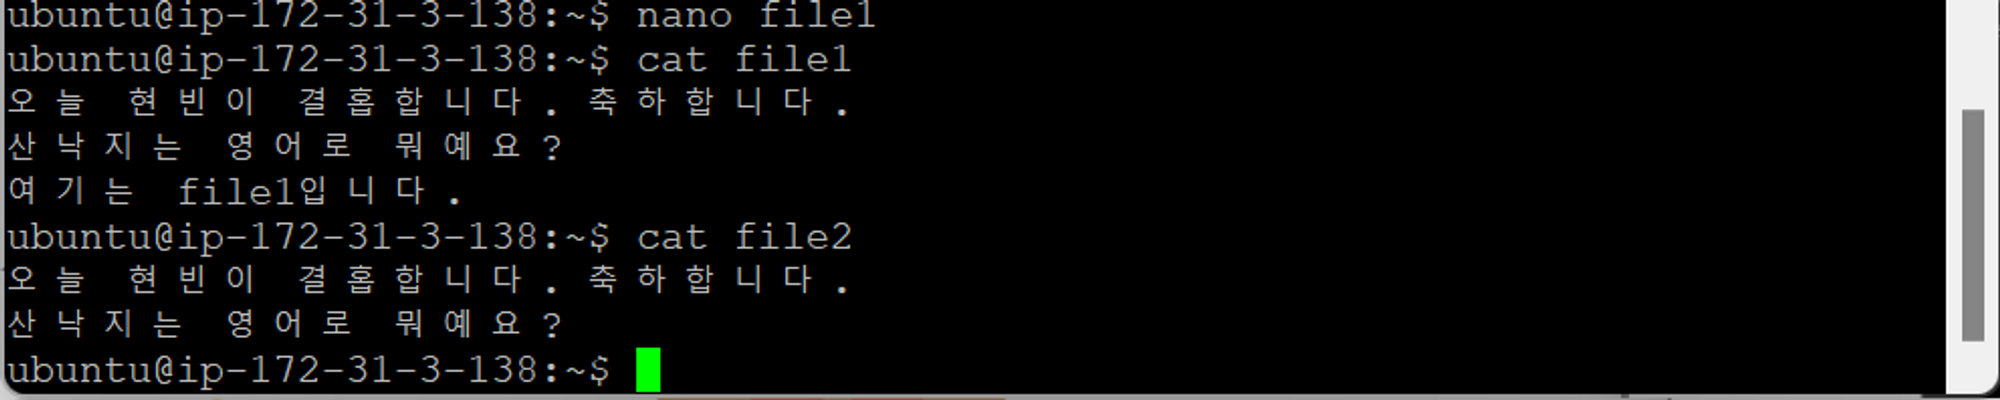 ubuntu@ip-172-31-3-138:~$ nano file1
ubuntu@ip-172-31-3-138:~$ cat file1
오늘 현빈이 결홉합니다. 축하합니다.
산낙지는 영어로 뭐예요?
여기는 file1입니다.
ubuntu@ip-172-31-3-138:~$ cat file2
오늘 현빈이 결홉합니다. 축하합니다.
산낙지는 영어로 뭐예요?
ubuntu@ip-172-31-3-138:~$